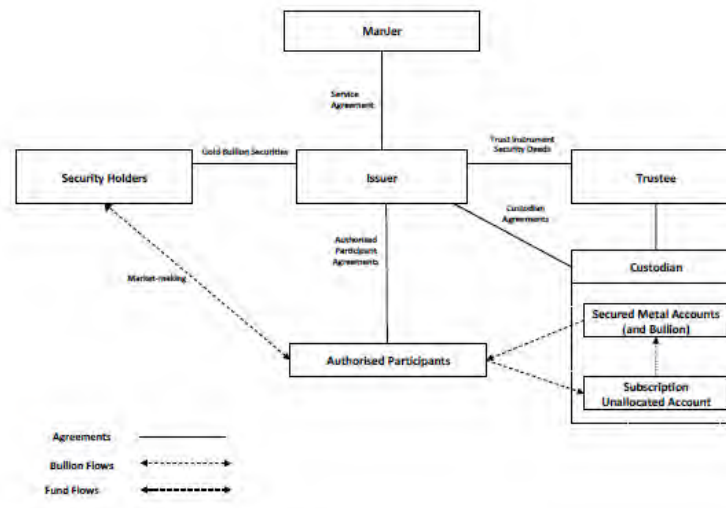 ManJer
Service
Agreement
Gold Bullion Securities
Trust Instrument
Security Deeds
Security Holders
Issuer
Trustee
Custodian
Agreements
Authorised
Participant
Agreements
Custodian
Market-making
Secured Metal Accounts
(and Bullion)
Authorised Participants
Subscription
Unallocated Account
Agreements
Bullion Flows
Fund Flows